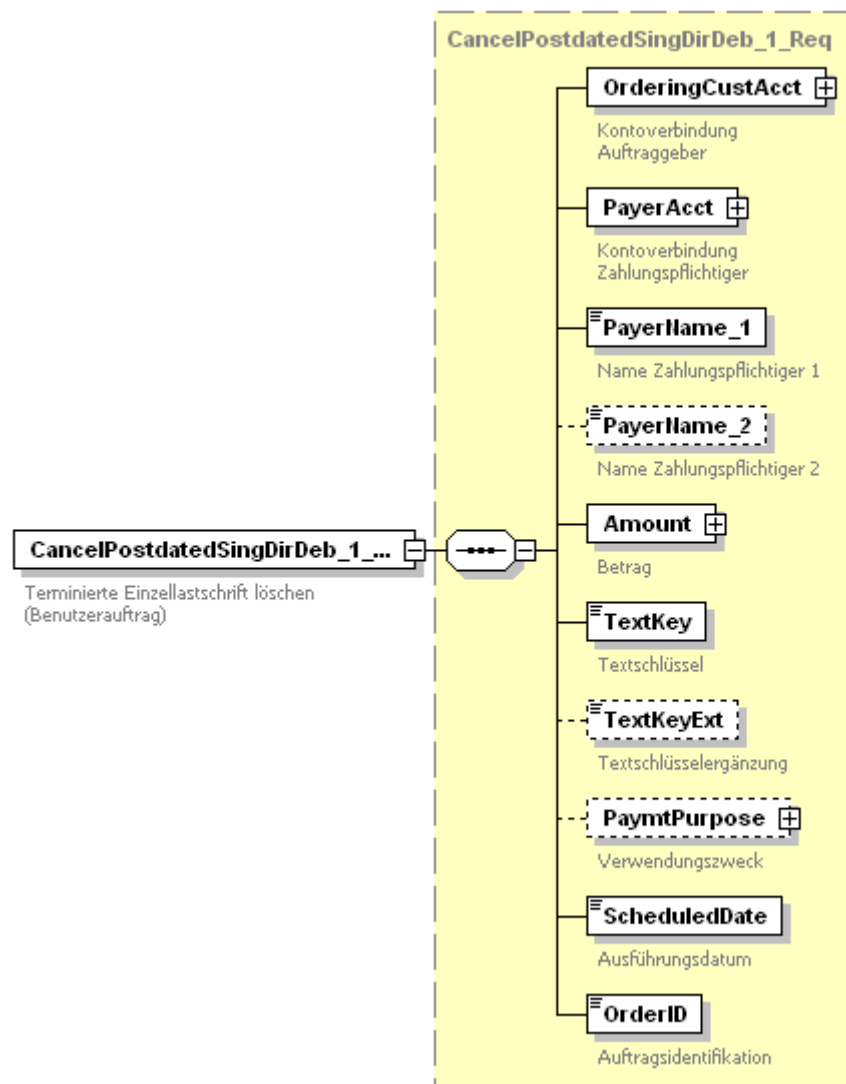 CancelPostdatedSingDirDeb_1_Req
OrderingCustAcct
Kontoverbindung
Auftraggeber
PayerAcct
Kontoverbindung
Zahlungspflichtiger
PayerName_1
Name Zahlungspflichtiger 1
PayerName_2
Name Zahlungspflichtiger 2
CancelPostdatedSingDirDeb_1_...
Terminierte Einzellastschrift löschen
(Benutzerauftrag)
Amount
Betrag
TextKey
Textschlüssel
TextKeyExt
Textschlüsselergänzung
PaymtPurpose
Verwendungszweck
ScheduledDate
Ausführungsdatum
OrderID
Auftragsidentifikation